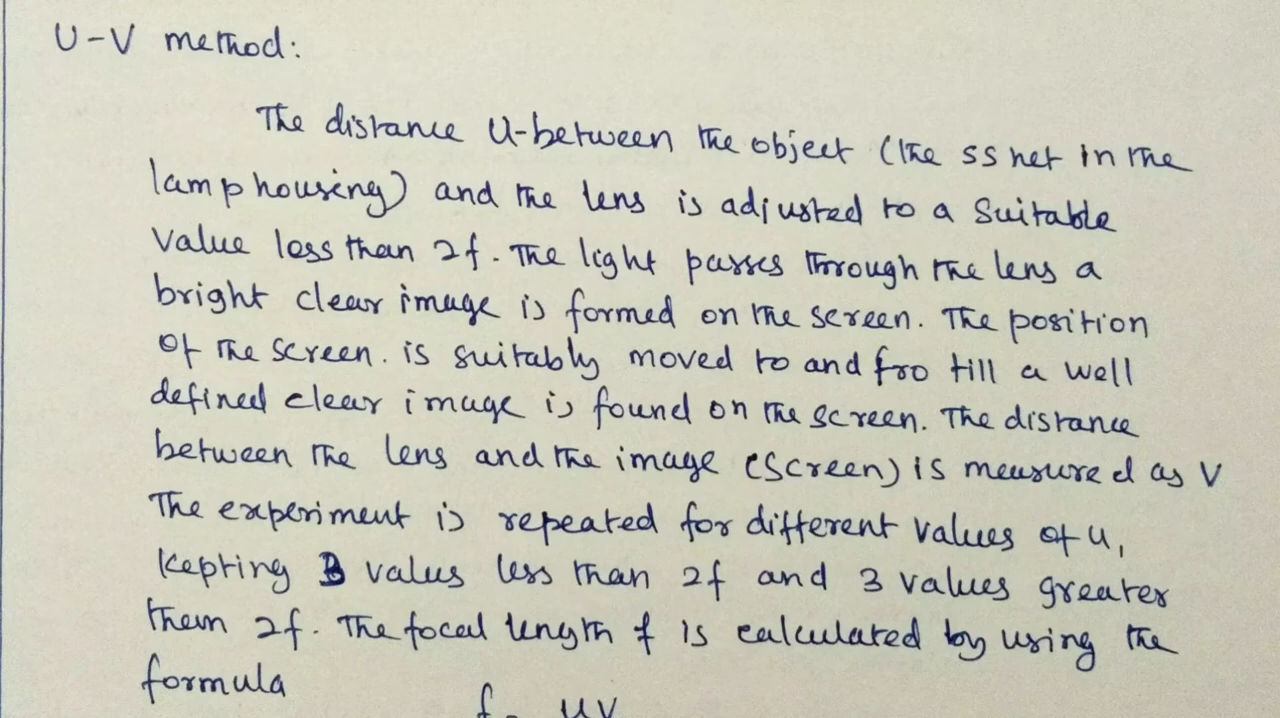 U-V method:
The distance U-between the object (the ss net in the
lamp housing) and the lens is adjusted to a suitable
value less than 2f. The light passes through the lens a
bright clear image is formed on the screen. The position
of the screen. is suitably moved to and fro till a well
defined clear image is found on the screen. The distance
between the lens and the image (screen) is measured as V
The experiment is repeated for different values of u,
kepting 3 values less than 2f and 3 values greater
than 2f. The focal length f is calculated by using the
formula
f = uv